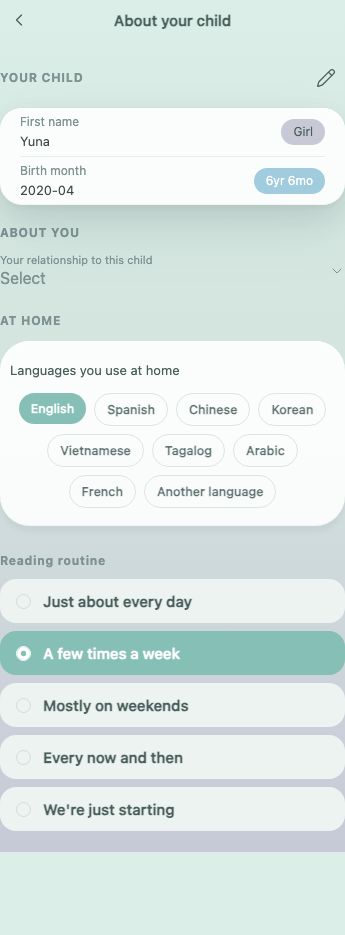 About your child
YOUR CHILD
First name
Yuna
Girl
Birth month
2020-04
6yr 6mo
ABOUT YOU
Your relationship to this child
Select
AT HOME
Languages you use at home
English Spanish Chinese Korean
Vietnamese Tagalog Arabic
French Another language
Reading routine
Just about every day
A few times a week
Mostly on weekends
Every now and then
We're just starting